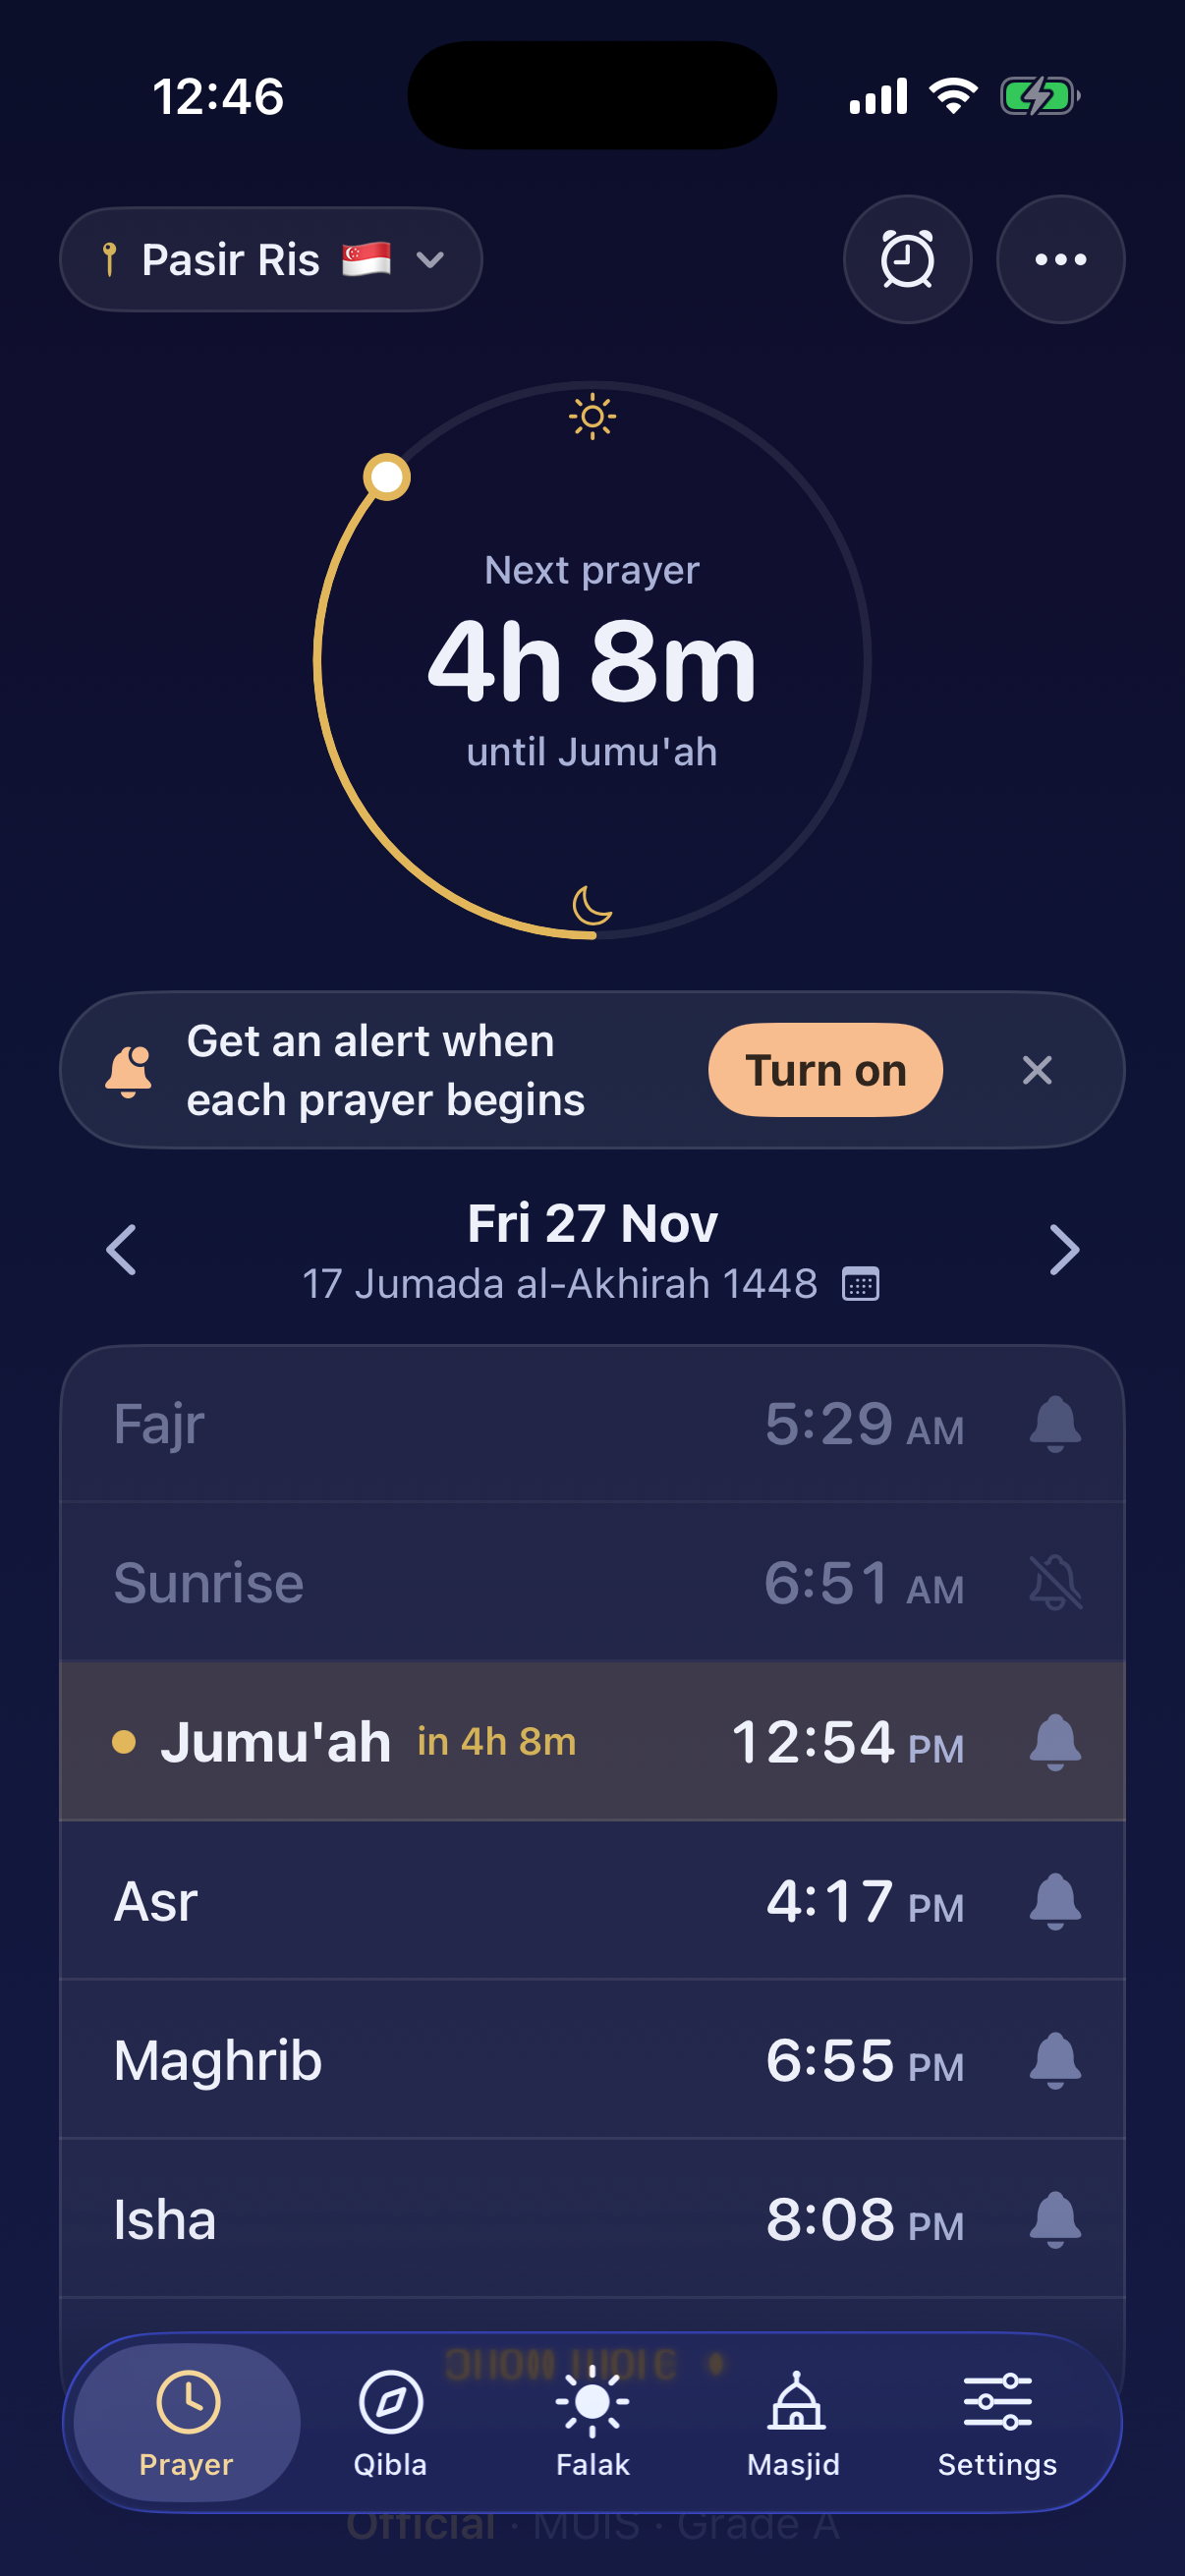 12:46
Pasir Ris 🇸🇬
Next prayer
4h 8m
until Jumu'ah
Get an alert when
each prayer begins
Turn on
Fri 27 Nov
17 Jumada al-Akhirah 1448
Fajr 5:29 AM
Sunrise 6:51 AM
Jumu'ah in 4h 8m 12:54 PM
Asr 4:17 PM
Maghrib 6:55 PM
Isha 8:08 PM
Prayer Qibla Falak Masjid Settings
Official · MUIS · Grade A